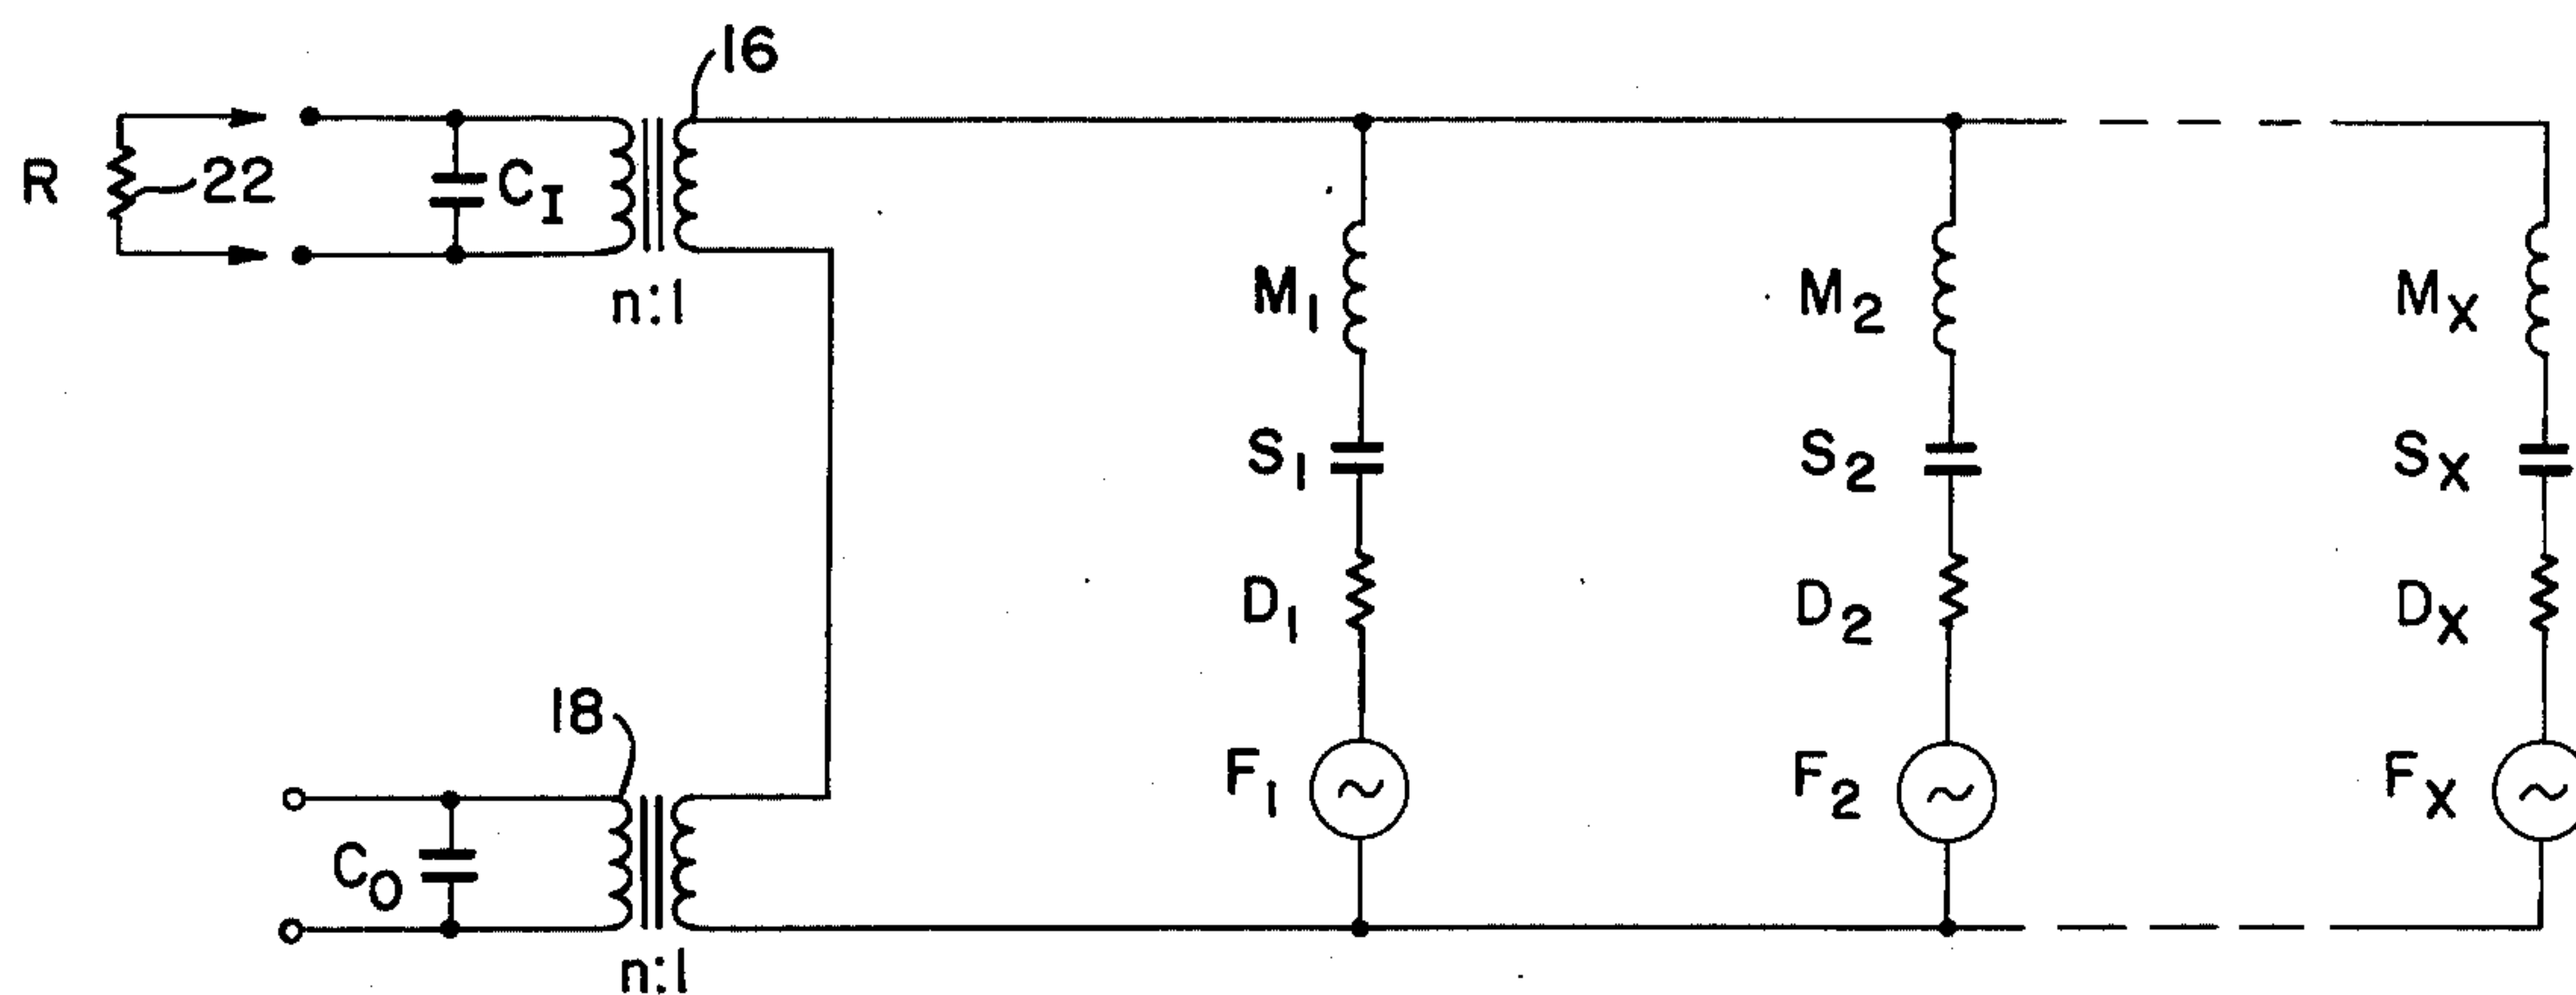 16
R
22
C_I
n:1
M_1
M_2
M_X
S_1
S_2
S_X
D_1
D_2
D_X
18
F_1
F_2
F_X
C_O
n:1